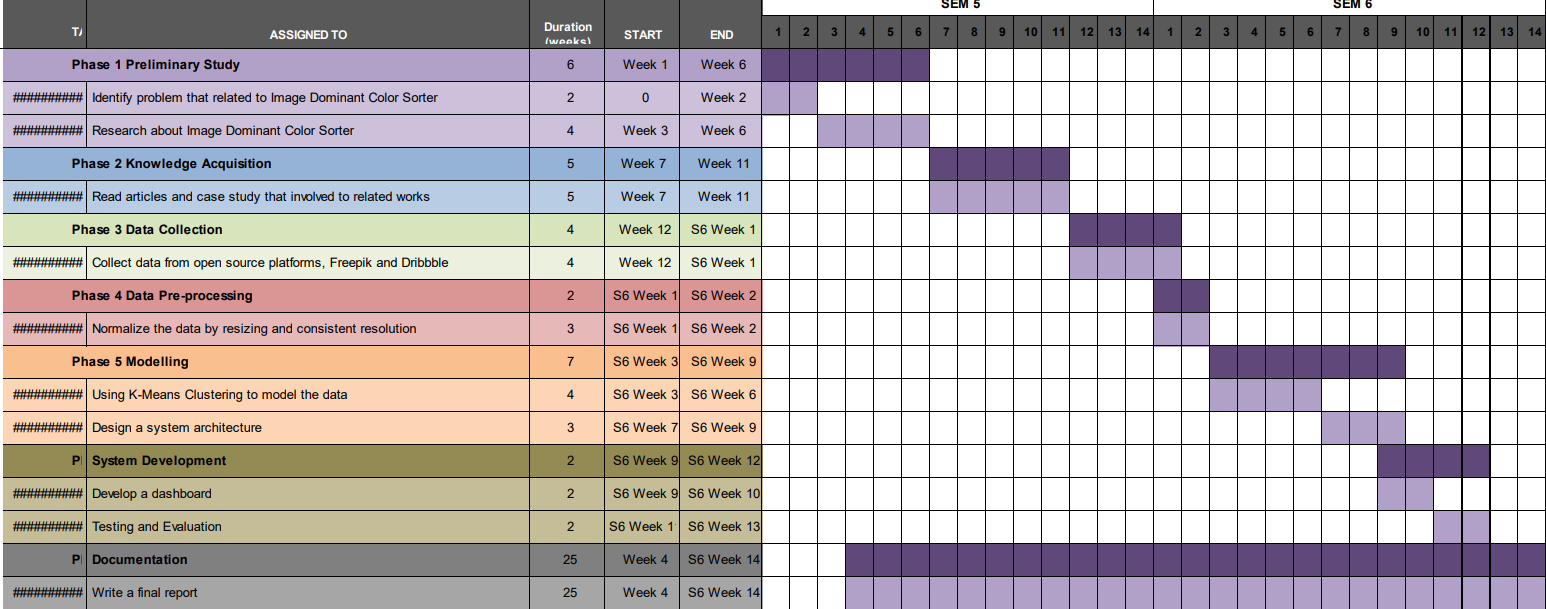 SEM 5 SEM 6
TA ASSIGNED TO Duration (weeks) START END 1 2 3 4 5 6 7 8 9 10 11 12 13 14 1 2 3 4 5 6 7 8 9 10 11 12 13 14
Phase 1 Preliminary Study 6 Week 1 Week 6
########## Identify problem that related to Image Dominant Color Sorter 2 0 Week 2
########## Research about Image Dominant Color Sorter 4 Week 3 Week 6
Phase 2 Knowledge Acquisition 5 Week 7 Week 11
########## Read articles and case study that involved to related works 5 Week 7 Week 11
Phase 3 Data Collection 4 Week 12 S6 Week 1
########## Collect data from open source platforms, Freepik and Dribbble 4 Week 12 S6 Week 1
Phase 4 Data Pre-processing 2 S6 Week 1 S6 Week 2
########## Normalize the data by resizing and consistent resolution 3 S6 Week 1 S6 Week 2
Phase 5 Modelling 7 S6 Week 3 S6 Week 9
########## Using K-Means Clustering to model the data 4 S6 Week 3 S6 Week 6
########## Design a system architecture 3 S6 Week 7 S6 Week 9
P System Development 2 S6 Week 9 S6 Week 12
########## Develop a dashboard 2 S6 Week 9 S6 Week 10
########## Testing and Evaluation 2 S6 Week 1 S6 Week 13
P Documentation 25 Week 4 S6 Week 14
########## Write a final report 25 Week 4 S6 Week 14